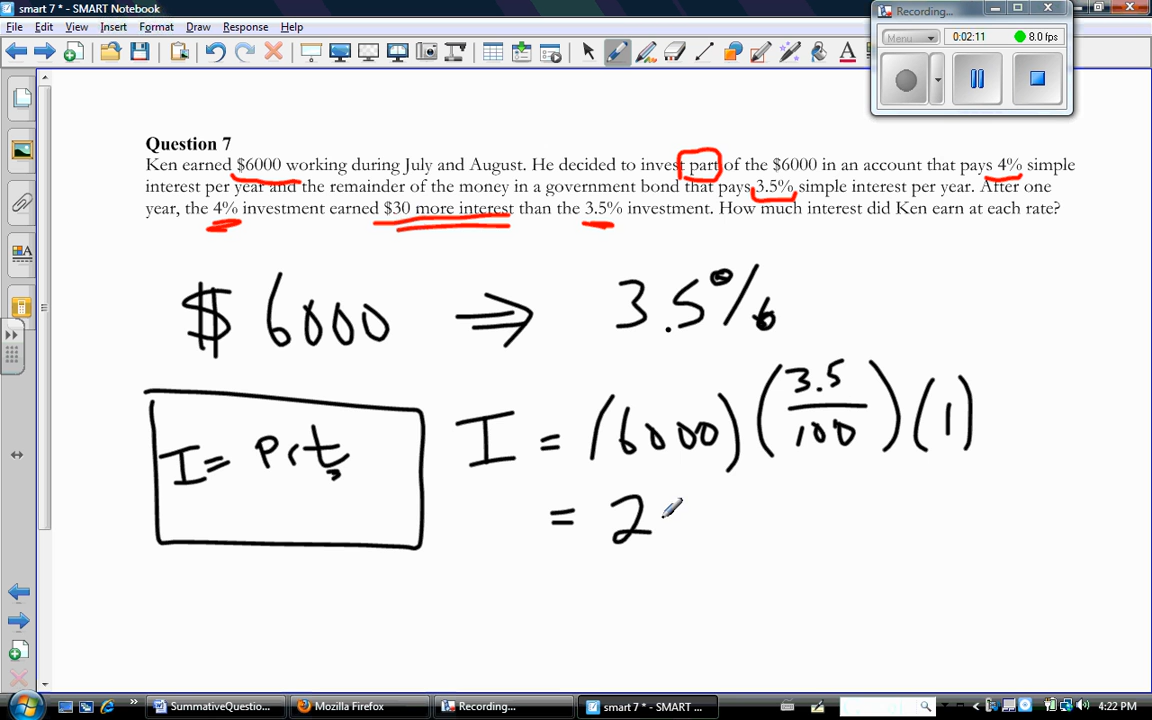 smart 7 * - SMART Notebook
Recording...
File Edit View Insert Format Draw Response Help
Menu 0:02:11 8.0 fps
Question 7
Ken earned $6000 working during July and August. He decided to invest part of the $6000 in an account that pays 4% simple
interest per year and the remainder of the money in a government bond that pays 3.5% simple interest per year. After one
year, the 4% investment earned $30 more interest than the 3.5% investment. How much interest did Ken earn at each rate?
$ 6000 ⇒ 3.5%
I = Prt
I = (6000) (3.5/100) (1)
= 2
SummativeQuestio... Mozilla Firefox Recording... smart 7 * - SMART ... 4:22 PM